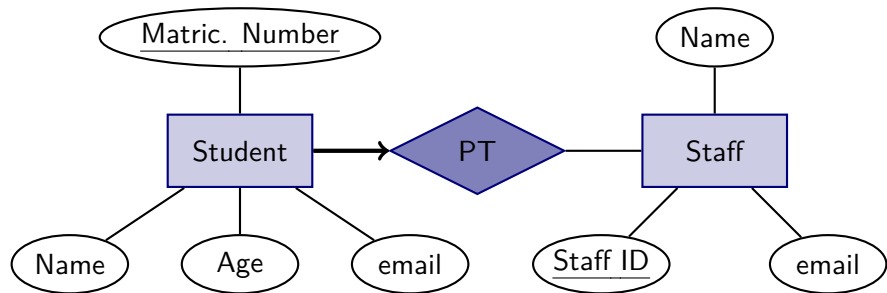 Matric. Number
Name
Student
PT
Staff
Name
Age
email
Staff ID
email